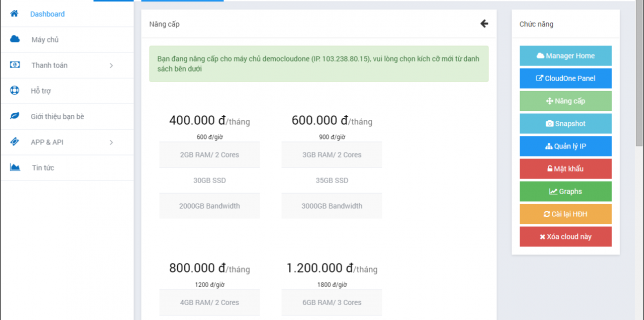 Dashboard
Máy chủ
Thanh toán
Hỗ trợ
Giới thiệu bạn bè
APP & API
Tin tức
Nâng cấp
Bạn đang nâng cấp cho máy chủ democloudone (IP. 103.238.80.15), vui lòng chọn kích cỡ mới từ danh
sách bên dưới
400.000 đ/tháng
600 đ/giờ
2GB RAM/ 2 Cores
30GB SSD
2000GB Bandwidth
600.000 đ/tháng
900 đ/giờ
3GB RAM/ 2 Cores
35GB SSD
3000GB Bandwidth
800.000 đ/tháng
1200 đ/giờ
4GB RAM/ 2 Cores
1.200.000 đ/tháng
1800 đ/giờ
6GB RAM/ 3 Cores
Chức năng
Manager Home
CloudOne Panel
Nâng cấp
Snapshot
Quản lý IP
Mật khẩu
Graphs
Cài lại HĐH
Xóa cloud này